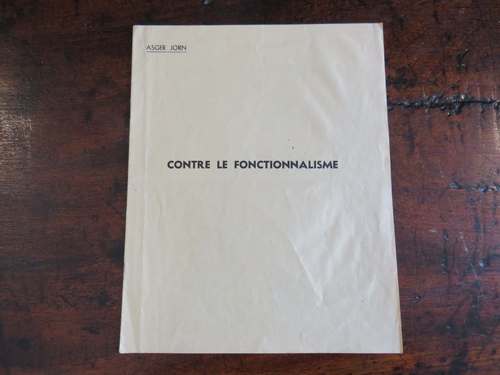 ASGER JORN
CONTRE LE FONCTIONNALISME